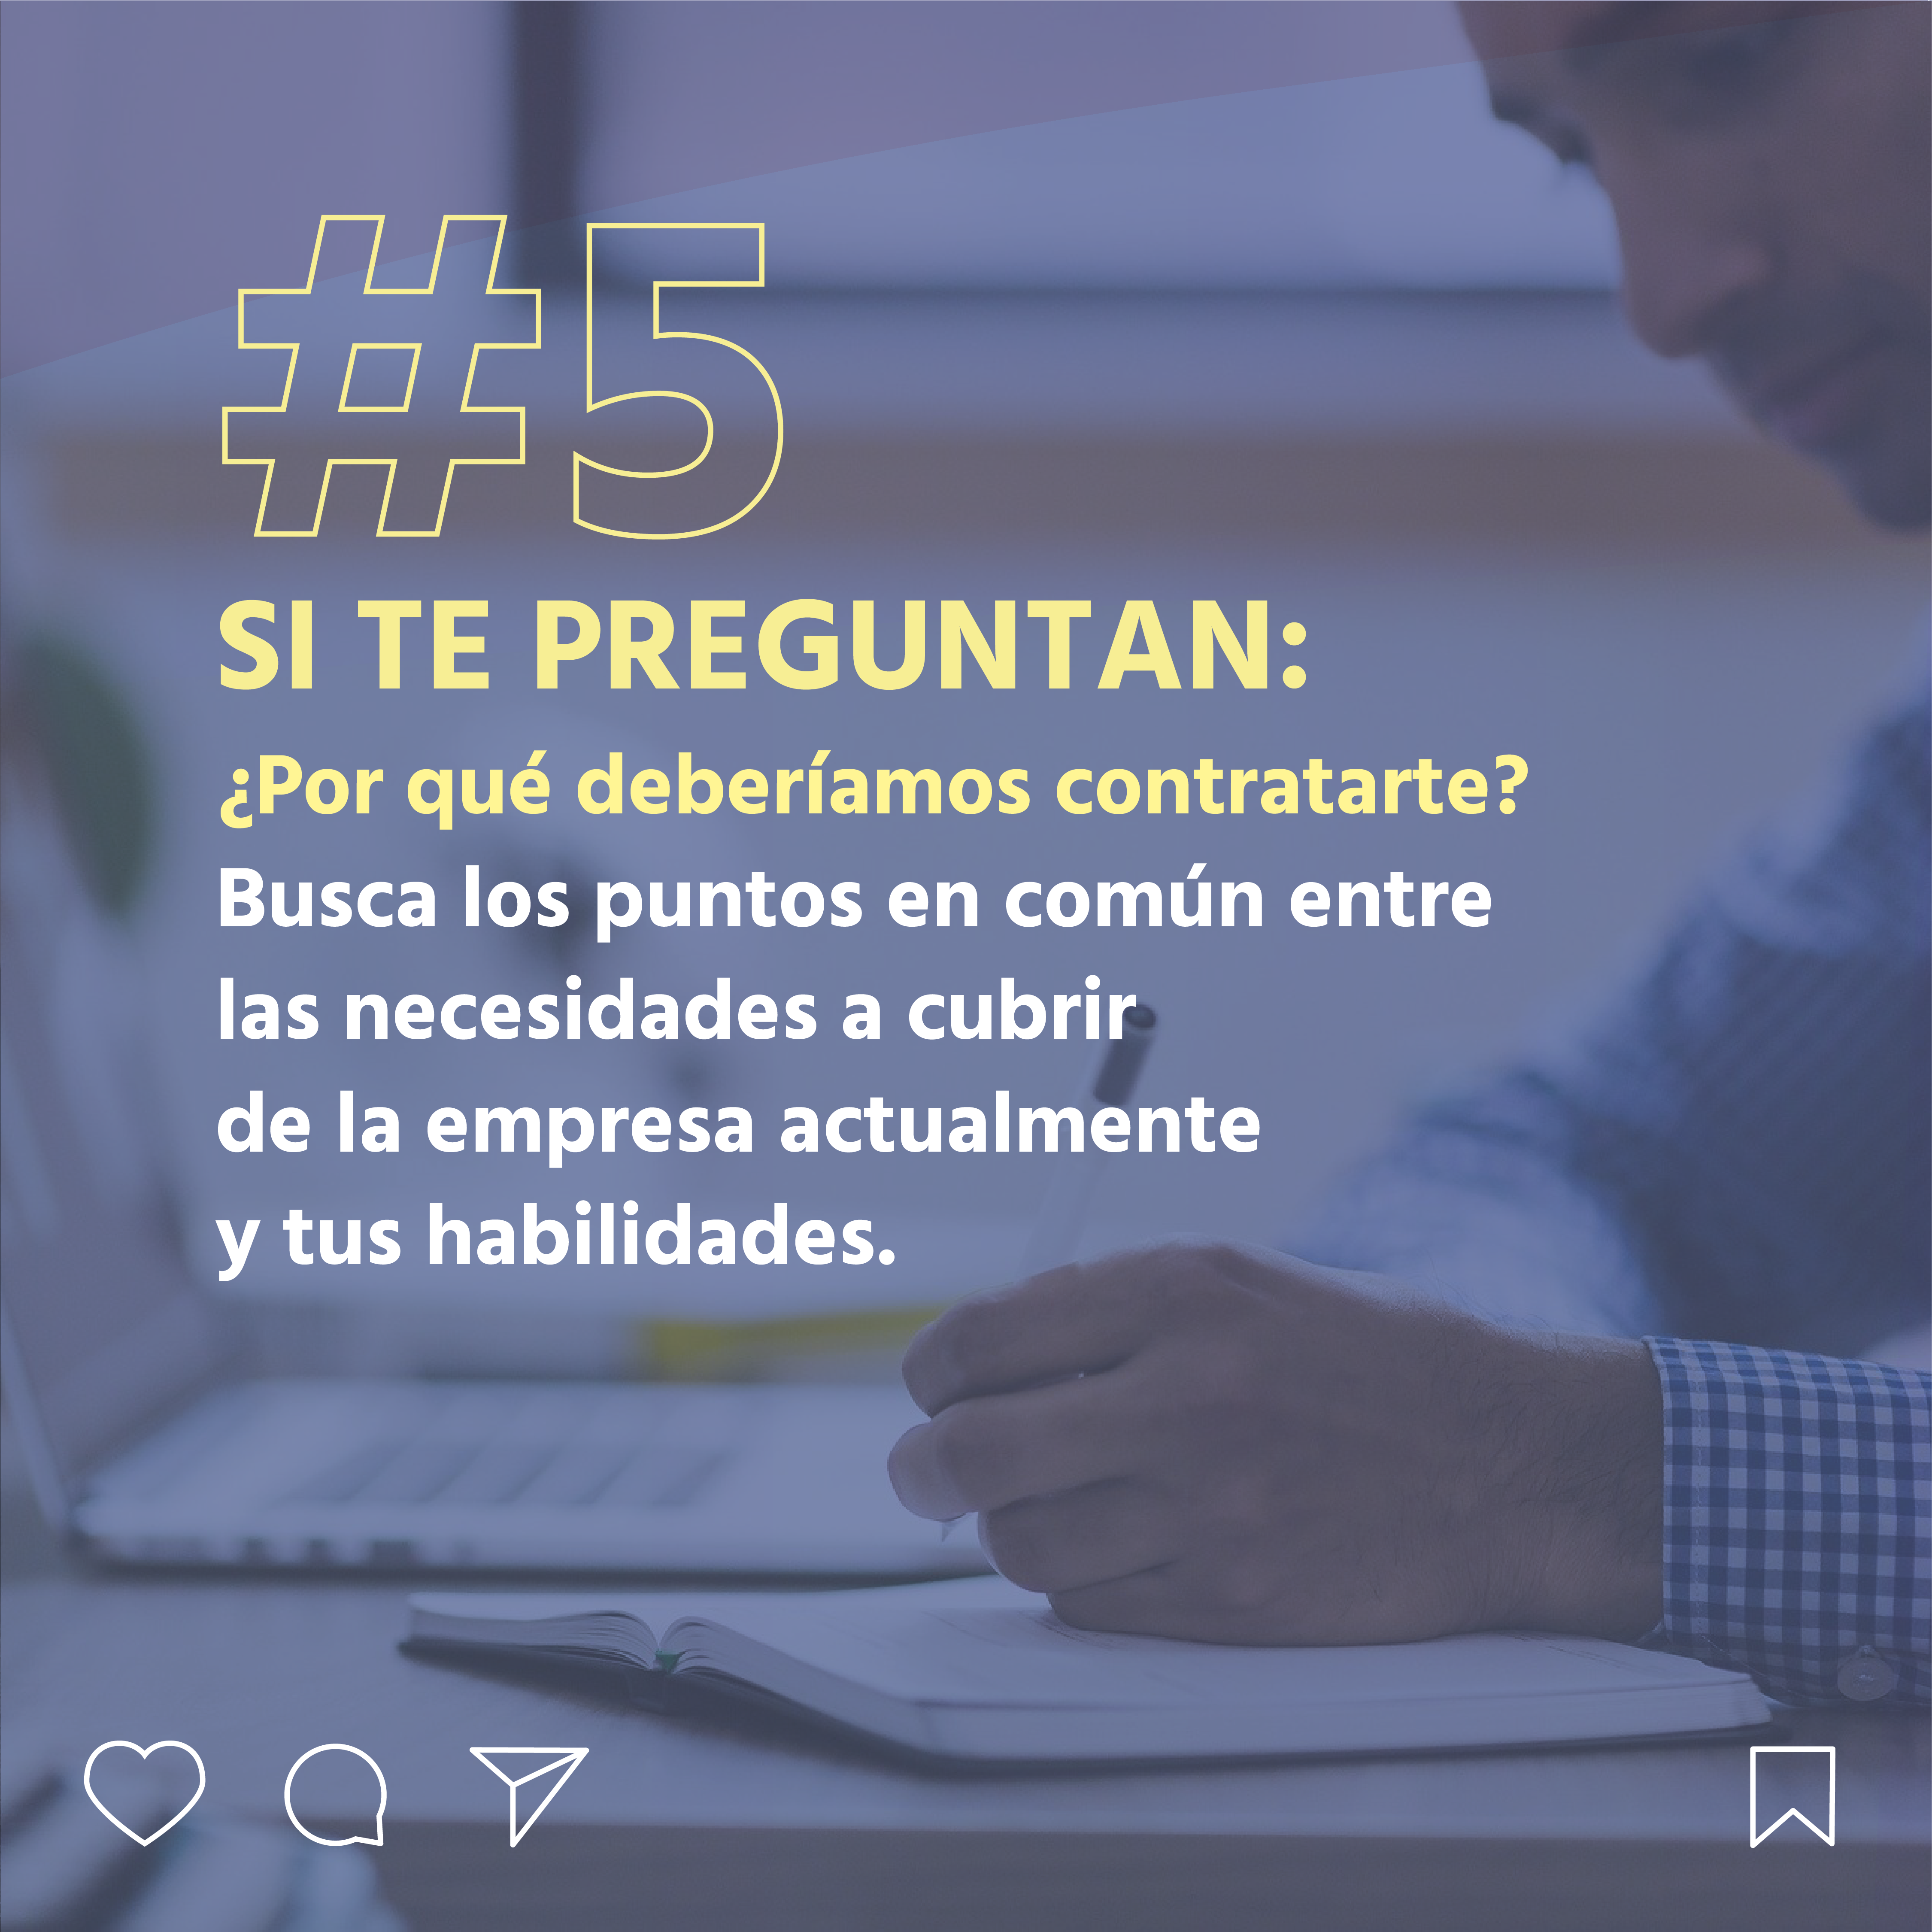 #5
SI TE PREGUNTAN:
¿Por qué deberíamos contratarte?
Busca los puntos en común entre
las necesidades a cubrir
de la empresa actualmente
y tus habilidades.